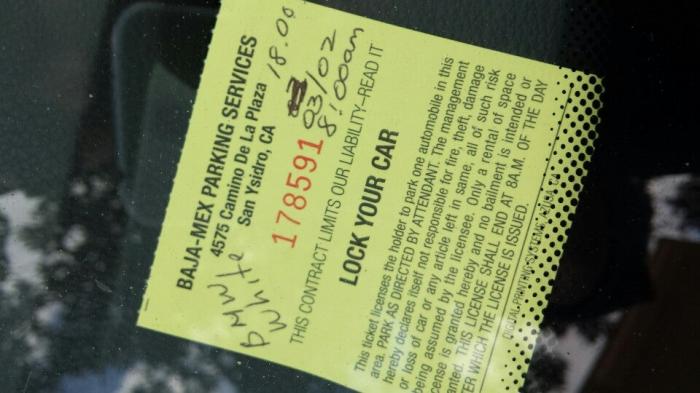 BAJA-MEX PARKING SERVICES
4575 Camino De La Plaza
San Ysidro, CA
18.00
178591
03/02
8:00am
bMW
White
THIS CONTRACT LIMITS OUR LIABILITY–READ IT
LOCK YOUR CAR
This ticket licenses the holder to park one automobile in this
area. PARK AS DIRECTED BY ATTENDANT. The management
hereby declares itself not responsible for fire, theft, damage
or loss of car or any article left in same, all of such risk
being assumed by the licensee. Only a rental of space
cense is granted hereby and no bailment is intended or
anted. THIS LICENSE SHALL END AT 8A.M. OF THE DAY
TER WHICH THE LICENSE IS ISSUED.